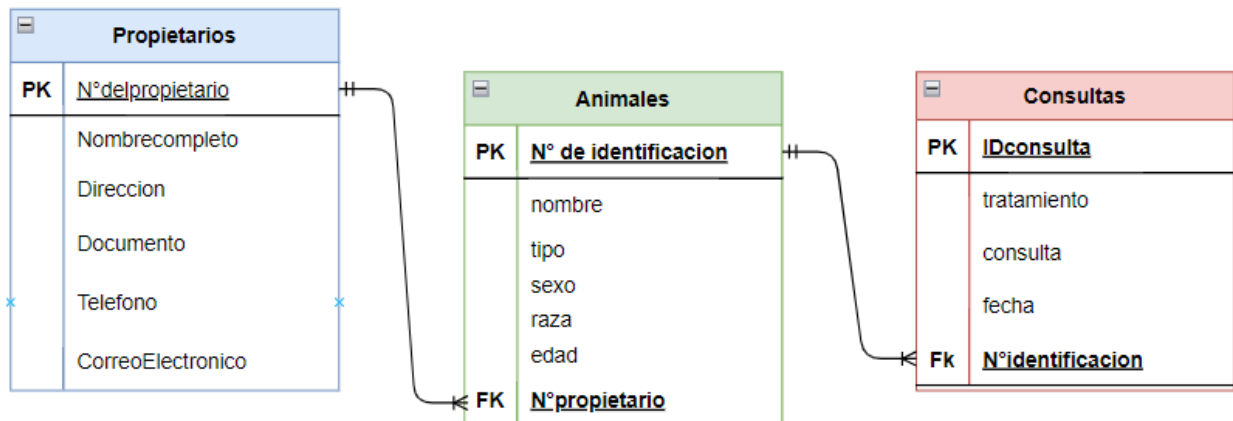 Propietarios
PK N°delpropietario
Nombrecompleto
Direccion
Documento
Telefono
CorreoElectronico
Animales
PK N° de identificacion
nombre
tipo
sexo
raza
edad
FK N°propietario
Consultas
PK IDconsulta
tratamiento
consulta
fecha
Fk N°identificacion